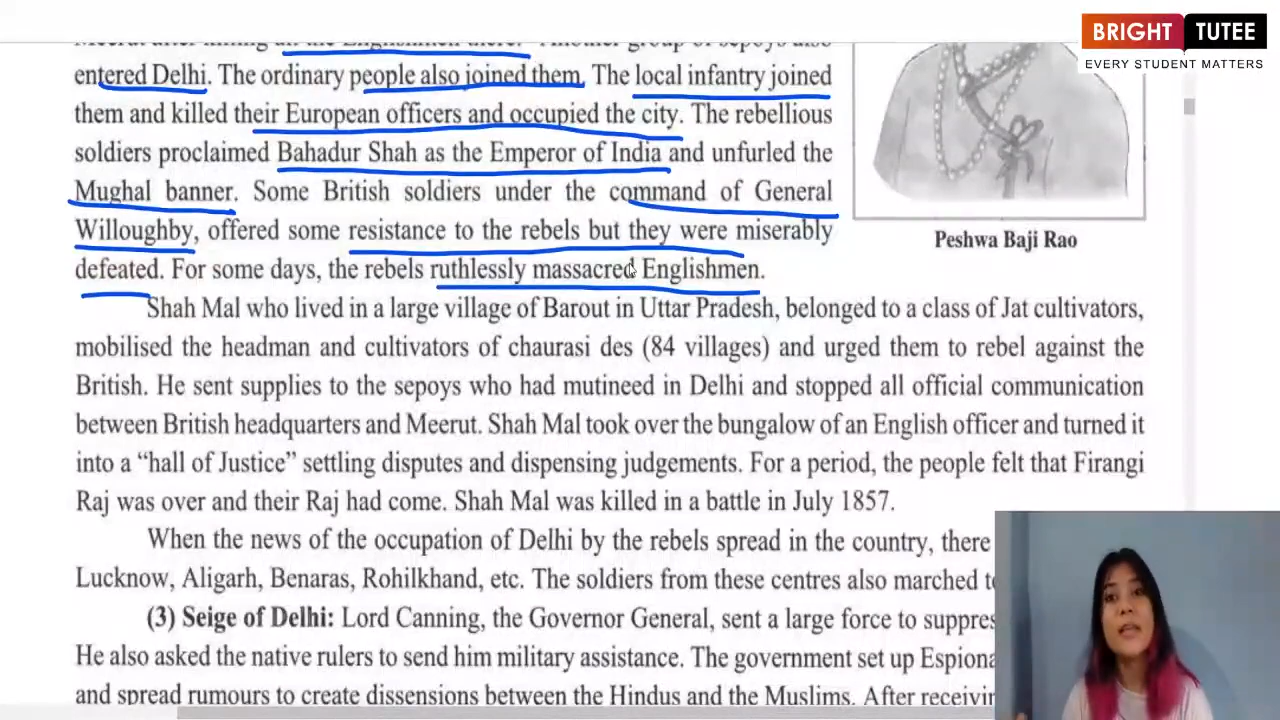 BRIGHT TUTEE
EVERY STUDENT MATTERS
Meerut after killing all the Englishmen there. Another group of sepoys also
entered Delhi. The ordinary people also joined them. The local infantry joined
them and killed their European officers and occupied the city. The rebellious
soldiers proclaimed Bahadur Shah as the Emperor of India and unfurled the
Mughal banner. Some British soldiers under the command of General
Willoughby, offered some resistance to the rebels but they were miserably
defeated. For some days, the rebels ruthlessly massacred Englishmen.
Peshwa Baji Rao
Shah Mal who lived in a large village of Barout in Uttar Pradesh, belonged to a class of Jat cultivators,
mobilised the headman and cultivators of chaurasi des (84 villages) and urged them to rebel against the
British. He sent supplies to the sepoys who had mutineed in Delhi and stopped all official communication
between British headquarters and Meerut. Shah Mal took over the bungalow of an English officer and turned it
into a “hall of Justice” settling disputes and dispensing judgements. For a period, the people felt that Firangi
Raj was over and their Raj had come. Shah Mal was killed in a battle in July 1857.
When the news of the occupation of Delhi by the rebels spread in the country, there
Lucknow, Aligarh, Benaras, Rohilkhand, etc. The soldiers from these centres also marched
(3) Seige of Delhi: Lord Canning, the Governor General, sent a large force to
He also asked the native rulers to send him military assistance. The government set up
and spread rumours to create dissensions between the Hindus and the Muslims. After